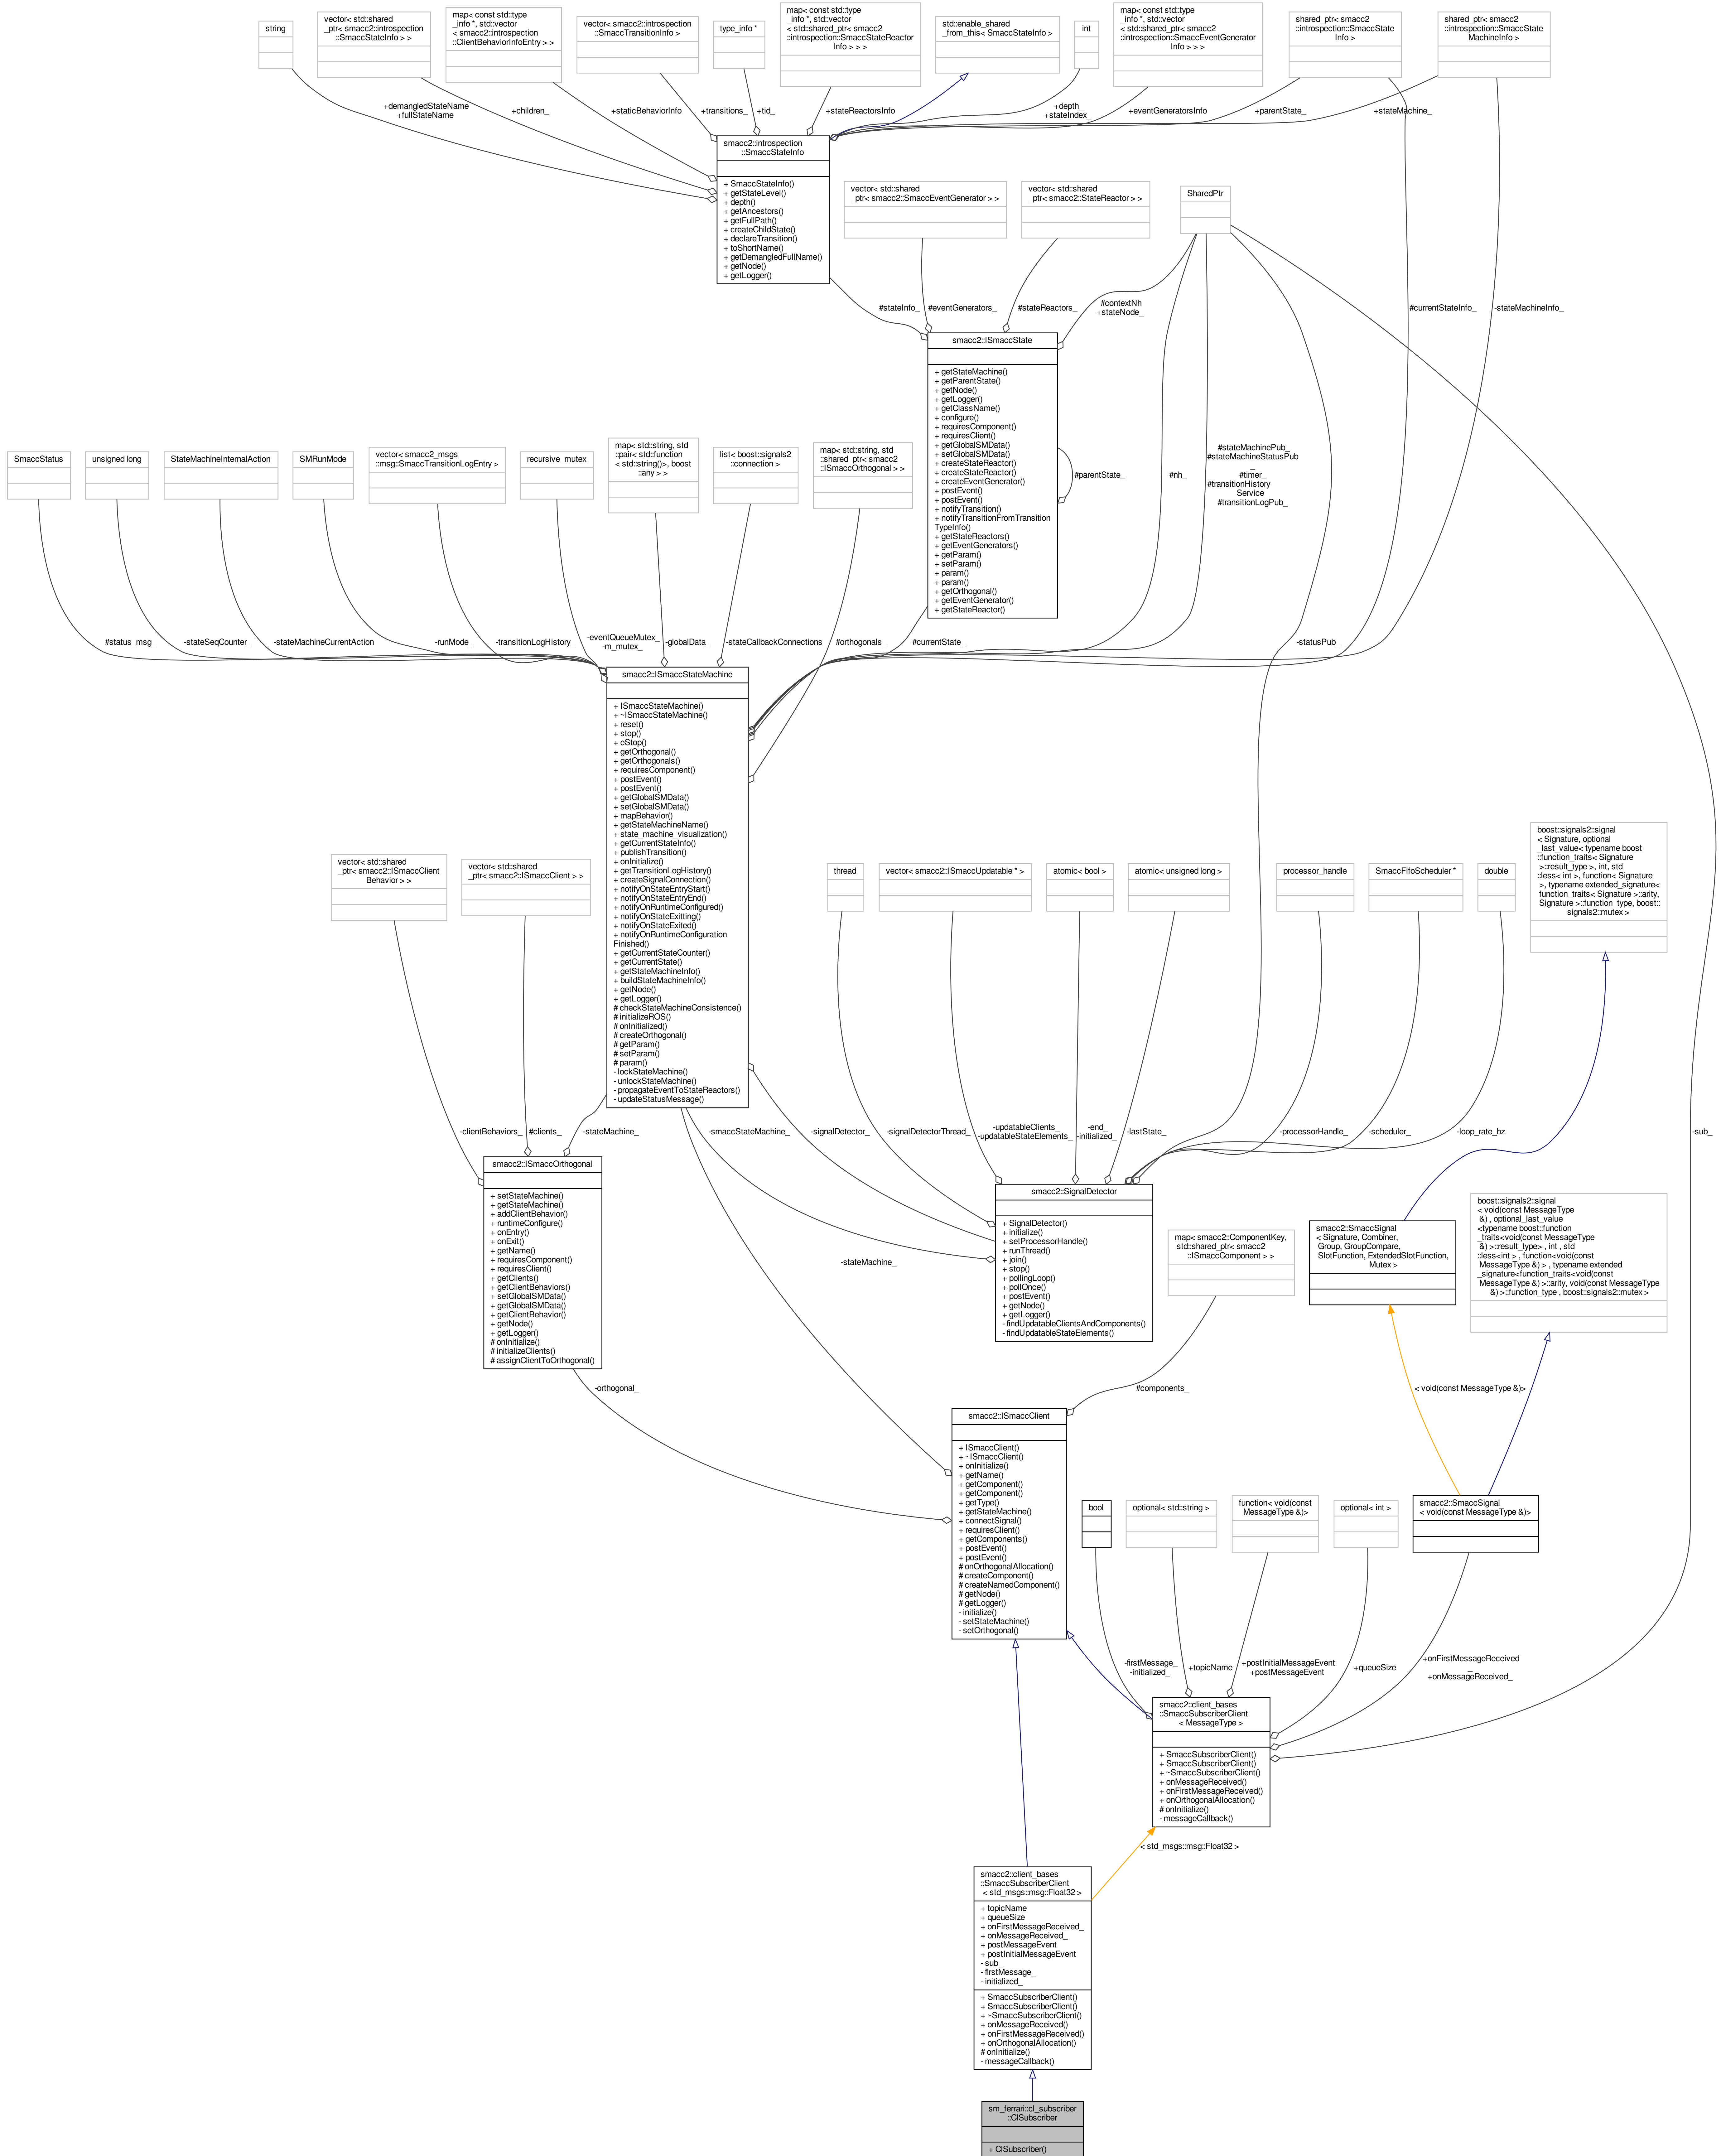 string
vector< std::shared
_ptr< smacc2::introspection
::SmaccStateInfo > >
map< const std::type
_info *, std::vector
< smacc2::introspection
::ClientBehaviorInfoEntry > >
vector< smacc2::introspection
::SmaccTransitionInfo >
type_info *
map< const std::type
_info *, std::vector
< std::shared_ptr< smacc2
::introspection::SmaccStateReactor
Info > > >
std::enable_shared
_from_this< SmaccStateInfo >
int
map< const std::type
_info *, std::vector
< std::shared_ptr< smacc2
::introspection::SmaccEventGenerator
Info > > >
shared_ptr< smacc2
::introspection::SmaccState
Info >
shared_ptr< smacc2
::introspection::SmaccState
MachineInfo >
+demangledStateName
+fullStateName
+children_
+staticBehaviorInfo
+transitions_
+tid_
+stateReactorsInfo
+depth_
+stateIndex_
+eventGeneratorsInfo
+parentState_
+stateMachine_
smacc2::introspection
::SmaccStateInfo
+ SmaccStateInfo()
+ getStateLevel()
+ depth()
+ getAncestors()
+ getFullPath()
+ createChildState()
+ declareTransition()
+ toShortName()
+ getDemangledFullName()
+ getNode()
+ getLogger()
vector< std::shared
_ptr< smacc2::SmaccEventGenerator > >
vector< std::shared
_ptr< smacc2::StateReactor > >
SharedPtr
#stateInfo_
#eventGenerators_
#stateReactors_
#contextNh
+stateNode_
#currentStateInfo_
-stateMachineInfo_
smacc2::ISmaccState
+ getStateMachine()
+ getParentState()
+ getNode()
+ getLogger()
+ getClassName()
+ configure()
+ requiresComponent()
+ requiresClient()
+ getGlobalSMData()
+ setGlobalSMData()
+ createStateReactor()
+ createStateReactor()
+ createEventGenerator()
+ postEvent()
+ postEvent()
+ notifyTransition()
+ notifyTransitionFromTransition
TypeInfo()
+ getStateReactors()
+ getEventGenerators()
+ getParam()
+ setParam()
+ param()
+ param()
+ getOrthogonal()
+ getEventGenerator()
+ getStateReactor()
#parentState_
#nh_
#stateMachinePub_
#stateMachineStatusPub
_
#timer_
#transitionHistory
Service_
#transitionLogPub_
SmaccStatus
unsigned long
StateMachineInternalAction
SMRunMode
vector< smacc2_msgs
::msg::SmaccTransitionLogEntry >
recursive_mutex
map< std::string, std
::pair< std::function
< std::string()>, boost
::any > >
list< boost::signals2
::connection >
map< std::string, std
::shared_ptr< smacc2
::ISmaccOrthogonal > >
#status_msg_
-stateSeqCounter_
-stateMachineCurrentAction
-runMode_
-transitionLogHistory_
-eventQueueMutex_
-m_mutex_
-globalData_
-stateCallbackConnections
#orthogonals_
#currentState_
-statusPub_
smacc2::ISmaccStateMachine
+ ISmaccStateMachine()
+ ~ISmaccStateMachine()
+ reset()
+ stop()
+ eStop()
+ getOrthogonal()
+ getOrthogonals()
+ requiresComponent()
+ postEvent()
+ postEvent()
+ getGlobalSMData()
+ setGlobalSMData()
+ mapBehavior()
+ getStateMachineName()
+ state_machine_visualization()
+ getCurrentStateInfo()
+ publishTransition()
+ onInitialize()
+ getTransitionLogHistory()
+ createSignalConnection()
+ notifyOnStateEntryStart()
+ notifyOnStateEntryEnd()
+ notifyOnRuntimeConfigured()
+ notifyOnStateExitting()
+ notifyOnStateExited()
+ notifyOnRuntimeConfiguration
Finished()
+ getCurrentStateCounter()
+ getCurrentState()
+ getStateMachineInfo()
+ buildStateMachineInfo()
+ getNode()
+ getLogger()
# checkStateMachineConsistence()
# initializeROS()
# onInitialized()
# createOrthogonal()
# getParam()
# setParam()
# param()
- lockStateMachine()
- unlockStateMachine()
- propagateEventToStateReactors()
- updateStatusMessage()
vector< std::shared
_ptr< smacc2::ISmaccClient
Behavior > >
vector< std::shared
_ptr< smacc2::ISmaccClient > >
thread
vector< smacc2::ISmaccUpdatable * >
atomic< bool >
atomic< unsigned long >
processor_handle
SmaccFifoScheduler *
double
boost::signals2::signal
< Signature, optional
_last_value< typename boost
::function_traits< Signature
>::result_type >, int, std
::less< int >, function< Signature
>, typename extended_signature<
function_traits< Signature >::arity,
Signature >::function_type, boost::
signals2::mutex >
-clientBehaviors_
#clients_
-stateMachine_
-smaccStateMachine_
-signalDetector_
-signalDetectorThread_
-updatableClients_
-updatableStateElements_
-end_
-initialized_
-lastState_
-processorHandle_
-scheduler_
-loop_rate_hz
-sub_
smacc2::ISmaccOrthogonal
+ setStateMachine()
+ getStateMachine()
+ addClientBehavior()
+ runtimeConfigure()
+ onEntry()
+ onExit()
+ getName()
+ requiresComponent()
+ requiresClient()
+ getClients()
+ getClientBehaviors()
+ setGlobalSMData()
+ getGlobalSMData()
+ getClientBehavior()
+ getNode()
+ getLogger()
# onInitialize()
# initializeClients()
# assignClientToOrthogonal()
smacc2::SignalDetector
+ SignalDetector()
+ initialize()
+ setProcessorHandle()
+ runThread()
+ join()
+ stop()
+ pollingLoop()
+ pollOnce()
+ postEvent()
+ getNode()
+ getLogger()
- findUpdatableClientsAndComponents()
- findUpdatableStateElements()
map< smacc2::ComponentKey,
std::shared_ptr< smacc2
::ISmaccComponent > >
smacc2::SmaccSignal
< Signature, Combiner,
Group, GroupCompare,
SlotFunction, ExtendedSlotFunction,
Mutex >
boost::signals2::signal
< void(const MessageType
&) , optional_last_value
<typename boost::function
_traits<void(const MessageType
&) >::result_type> , int , std
::less<int > , function<void(const
MessageType &) > , typename extended
_signature<function_traits<void(const
MessageType &) >::arity, void(const MessageType
&) >::function_type , boost::signals2::mutex >
-stateMachine_
-orthogonal_
#components_
< void(const MessageType &)>
smacc2::ISmaccClient
+ ISmaccClient()
+ ~ISmaccClient()
+ onInitialize()
+ getName()
+ getComponent()
+ getComponent()
+ getType()
+ getStateMachine()
+ connectSignal()
+ requiresClient()
+ getComponents()
+ postEvent()
+ postEvent()
# onOrthogonalAllocation()
# createComponent()
# createNamedComponent()
# getNode()
# getLogger()
- initialize()
- setStateMachine()
- setOrthogonal()
bool
optional< std::string >
function< void(const
MessageType &)>
optional< int >
smacc2::SmaccSignal
< void(const MessageType &)>
-firstMessage_
-initialized_
+topicName
+postInitialMessageEvent
+postMessageEvent
+queueSize
+onFirstMessageReceived
_
+onMessageReceived_
smacc2::client_bases
::SmaccSubscriberClient
< MessageType >
+ SmaccSubscriberClient()
+ SmaccSubscriberClient()
+ ~SmaccSubscriberClient()
+ onMessageReceived()
+ onFirstMessageReceived()
+ onOrthogonalAllocation()
# onInitialize()
- messageCallback()
< std_msgs::msg::Float32 >
smacc2::client_bases
::SmaccSubscriberClient
< std_msgs::msg::Float32 >
+ topicName
+ queueSize
+ onFirstMessageReceived_
+ onMessageReceived_
+ postMessageEvent
+ postInitialMessageEvent
- sub_
- firstMessage_
- initialized_
+ SmaccSubscriberClient()
+ SmaccSubscriberClient()
+ ~SmaccSubscriberClient()
+ onMessageReceived()
+ onFirstMessageReceived()
+ onOrthogonalAllocation()
# onInitialize()
- messageCallback()
sm_ferrari::cl_subscriber
::ClSubscriber
+ ClSubscriber()